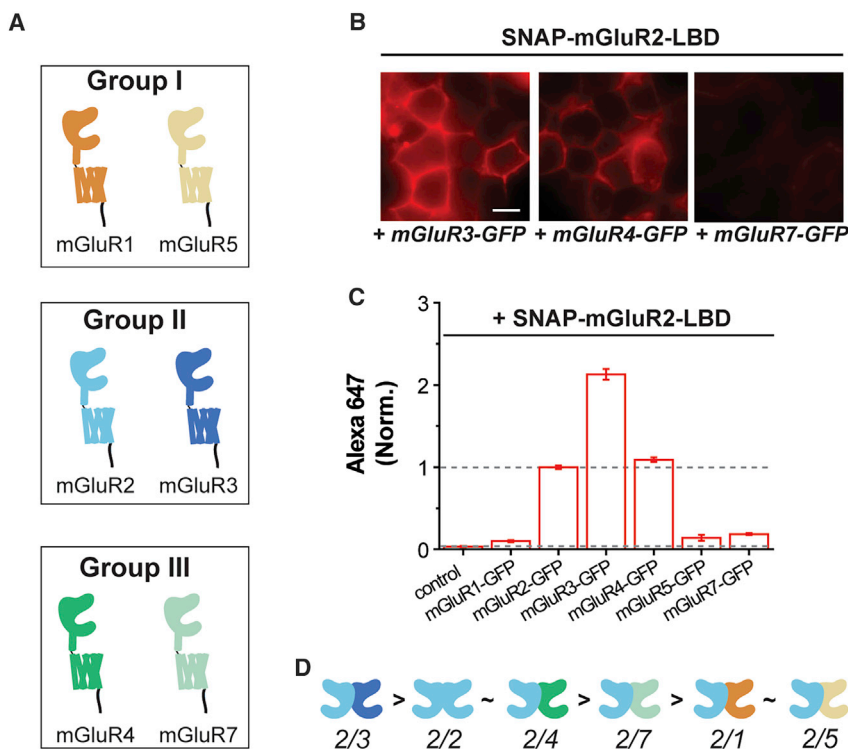 A
Group I
mGluR1 mGluR5
Group II
mGluR2 mGluR3
Group III
mGluR4 mGluR7
B
SNAP-mGluR2-LBD
+ mGluR3-GFP + mGluR4-GFP + mGluR7-GFP
C
+ SNAP-mGluR2-LBD
Alexa 647
(Norm.)
3
2
1
0
control
mGluR1-GFP
mGluR2-GFP
mGluR3-GFP
mGluR4-GFP
mGluR5-GFP
mGluR7-GFP
D
> ~ > > ~
2/3 2/2 2/4 2/7 2/1 2/5